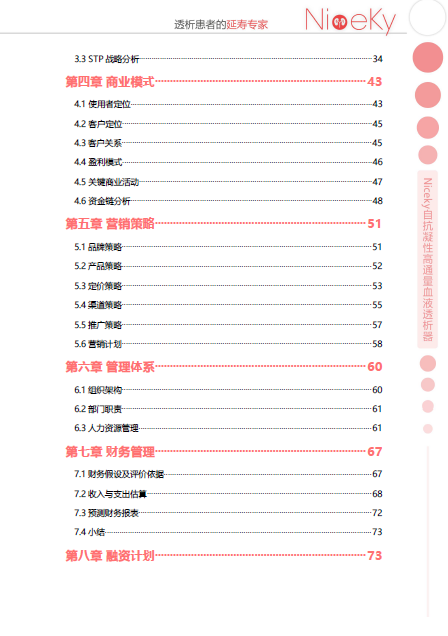 透析患者的延寿专家
Niceky
3.3 STP 战略分析 34
第四章 商业模式 43
4.1 使用者定位 43
4.2 客户定位 45
4.3 客户关系 45
4.4 盈利模式 46
4.5 关键商业活动 47
4.6 资金链分析 48
第五章 营销策略 51
5.1 品牌策略 51
5.2 产品策略 52
5.3 定价策略 53
5.4 渠道策略 55
5.5 推广策略 57
5.6 营销计划 58
第六章 管理体系 60
6.1 组织架构 60
6.2 部门职责 61
6.3 人力资源管理 61
第七章 财务管理 67
7.1 财务假设及评价依据 67
7.2 收入与支出估算 68
7.3 预测财务报表 72
7.4 小结 73
第八章 融资计划 73
Niceky自抗凝性高通量血液透析器